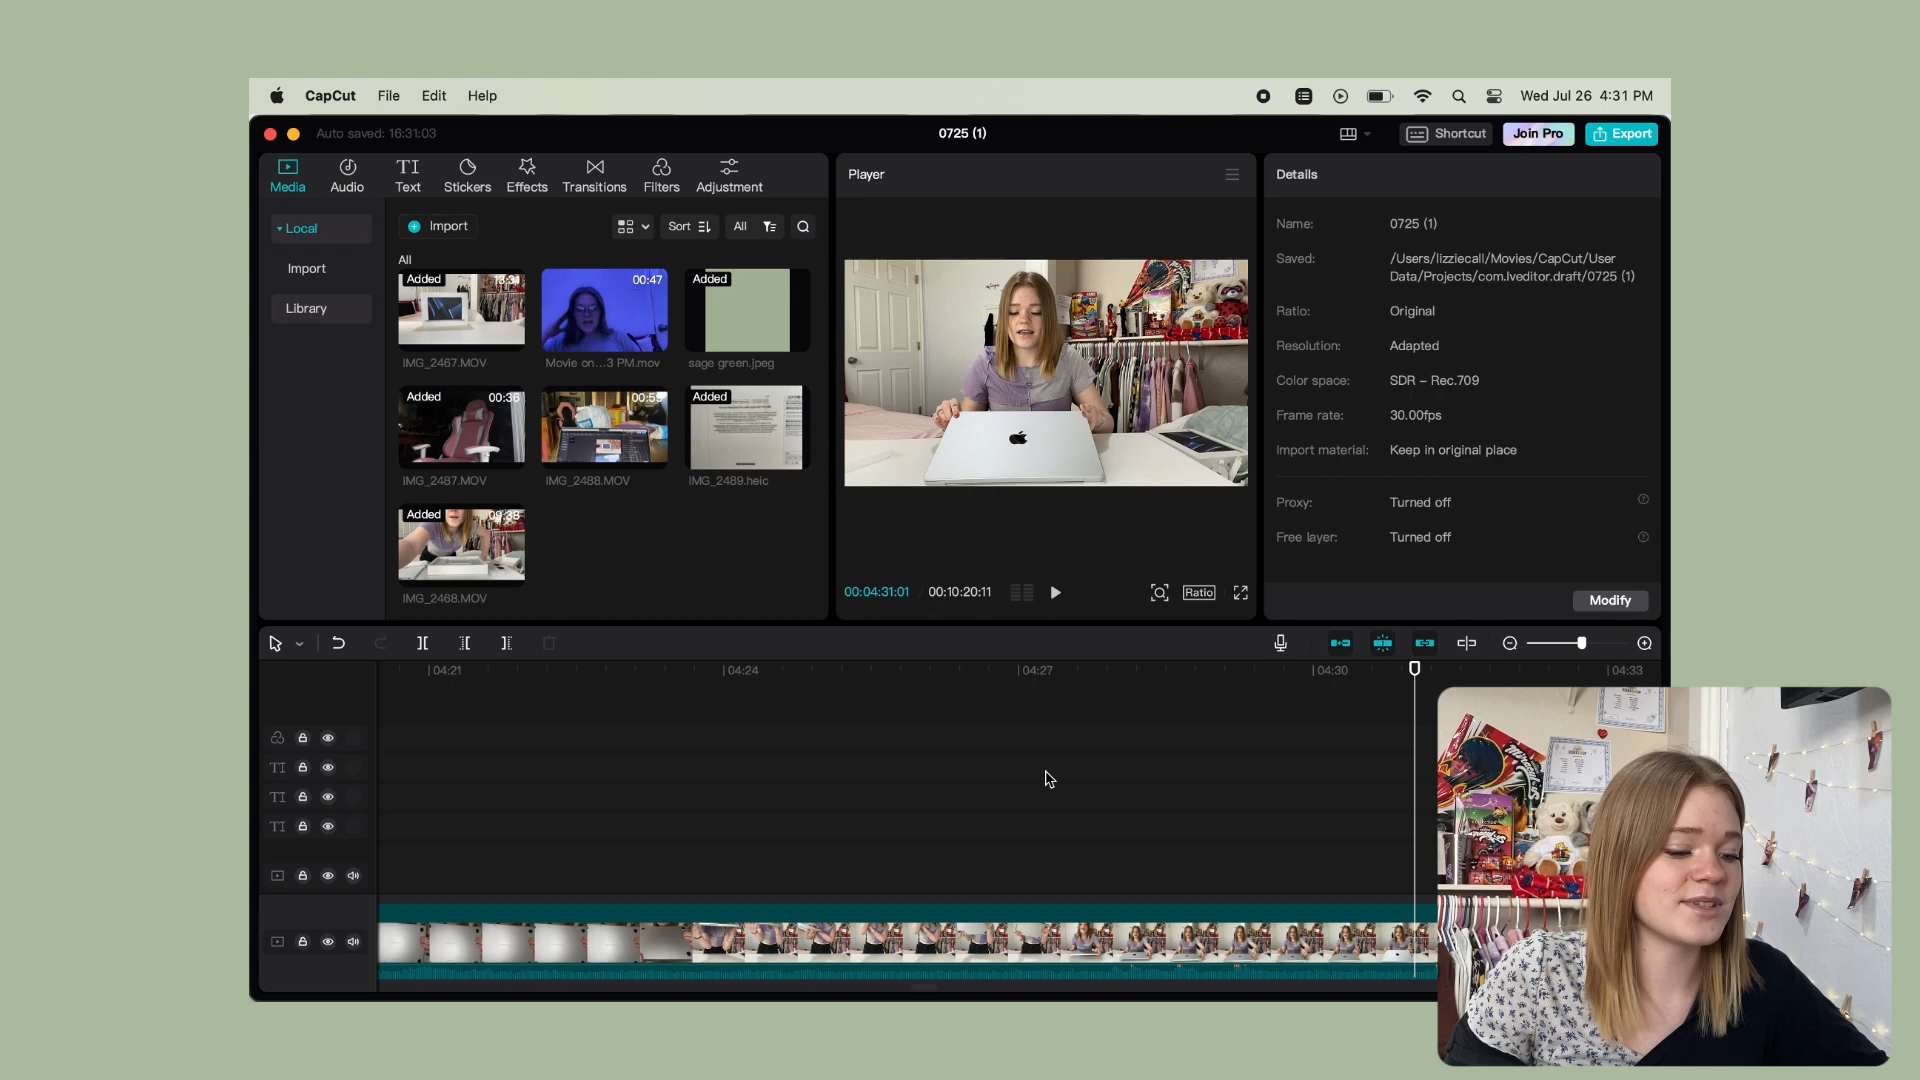 CapCut File Edit Help Wed Jul 26 4:31 PM
Auto saved: 16:31:03 0725 (1) Shortcut Join Pro Export
Media Audio Text Stickers Effects Transitions Filters Adjustment
Player
Details
Local
Import
Library
Import Sort All
All
Added 13:31
00:47
Added
IMG_2467.MOV
Movie on...3 PM.mov
sage green.jpeg
Added 00:36
00:55
Added
IMG_2487.MOV
IMG_2488.MOV
IMG_2489.heic
Added 09:38
IMG_2468.MOV
00:04:31:01 / 00:10:20:11 Ratio
Name: 0725 (1)
Saved: /Users/lizziecall/Movies/CapCut/User
Data/Projects/com.lveditor.draft/0725 (1)
Ratio: Original
Resolution: Adapted
Color space: SDR – Rec.709
Frame rate: 30.00fps
Import material: Keep in original place
Proxy: Turned off
Free layer: Turned off
Modify
04:21 04:24 04:27 04:30 04:33